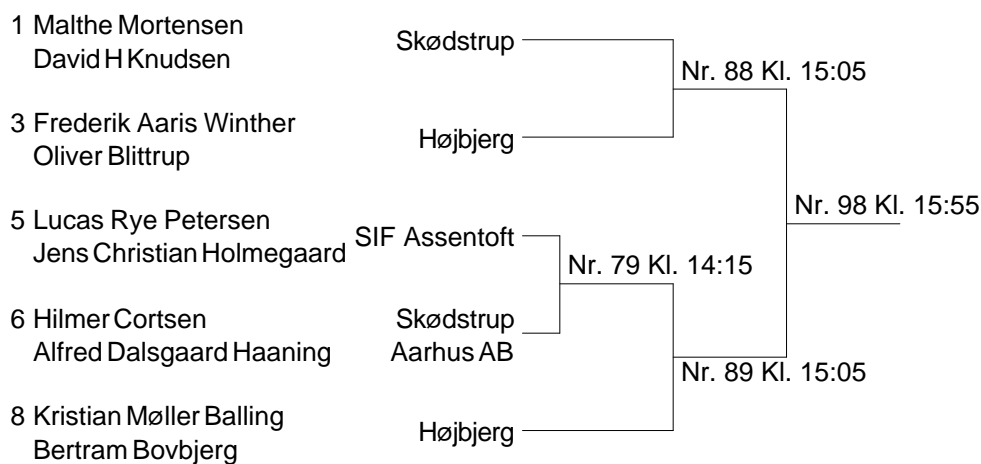 1 Malthe Mortensen
David H Knudsen
Skødstrup
Nr. 88 Kl. 15:05
3 Frederik Aaris Winther
Oliver Blittrup
Højbjerg
Nr. 98 Kl. 15:55
5 Lucas Rye Petersen
Jens Christian Holmegaard
SIF Assentoft
Nr. 79 Kl. 14:15
6 Hilmer Cortsen
Alfred Dalsgaard Haaning
Skødstrup
Aarhus AB
Nr. 89 Kl. 15:05
8 Kristian Møller Balling
Bertram Bovbjerg
Højbjerg